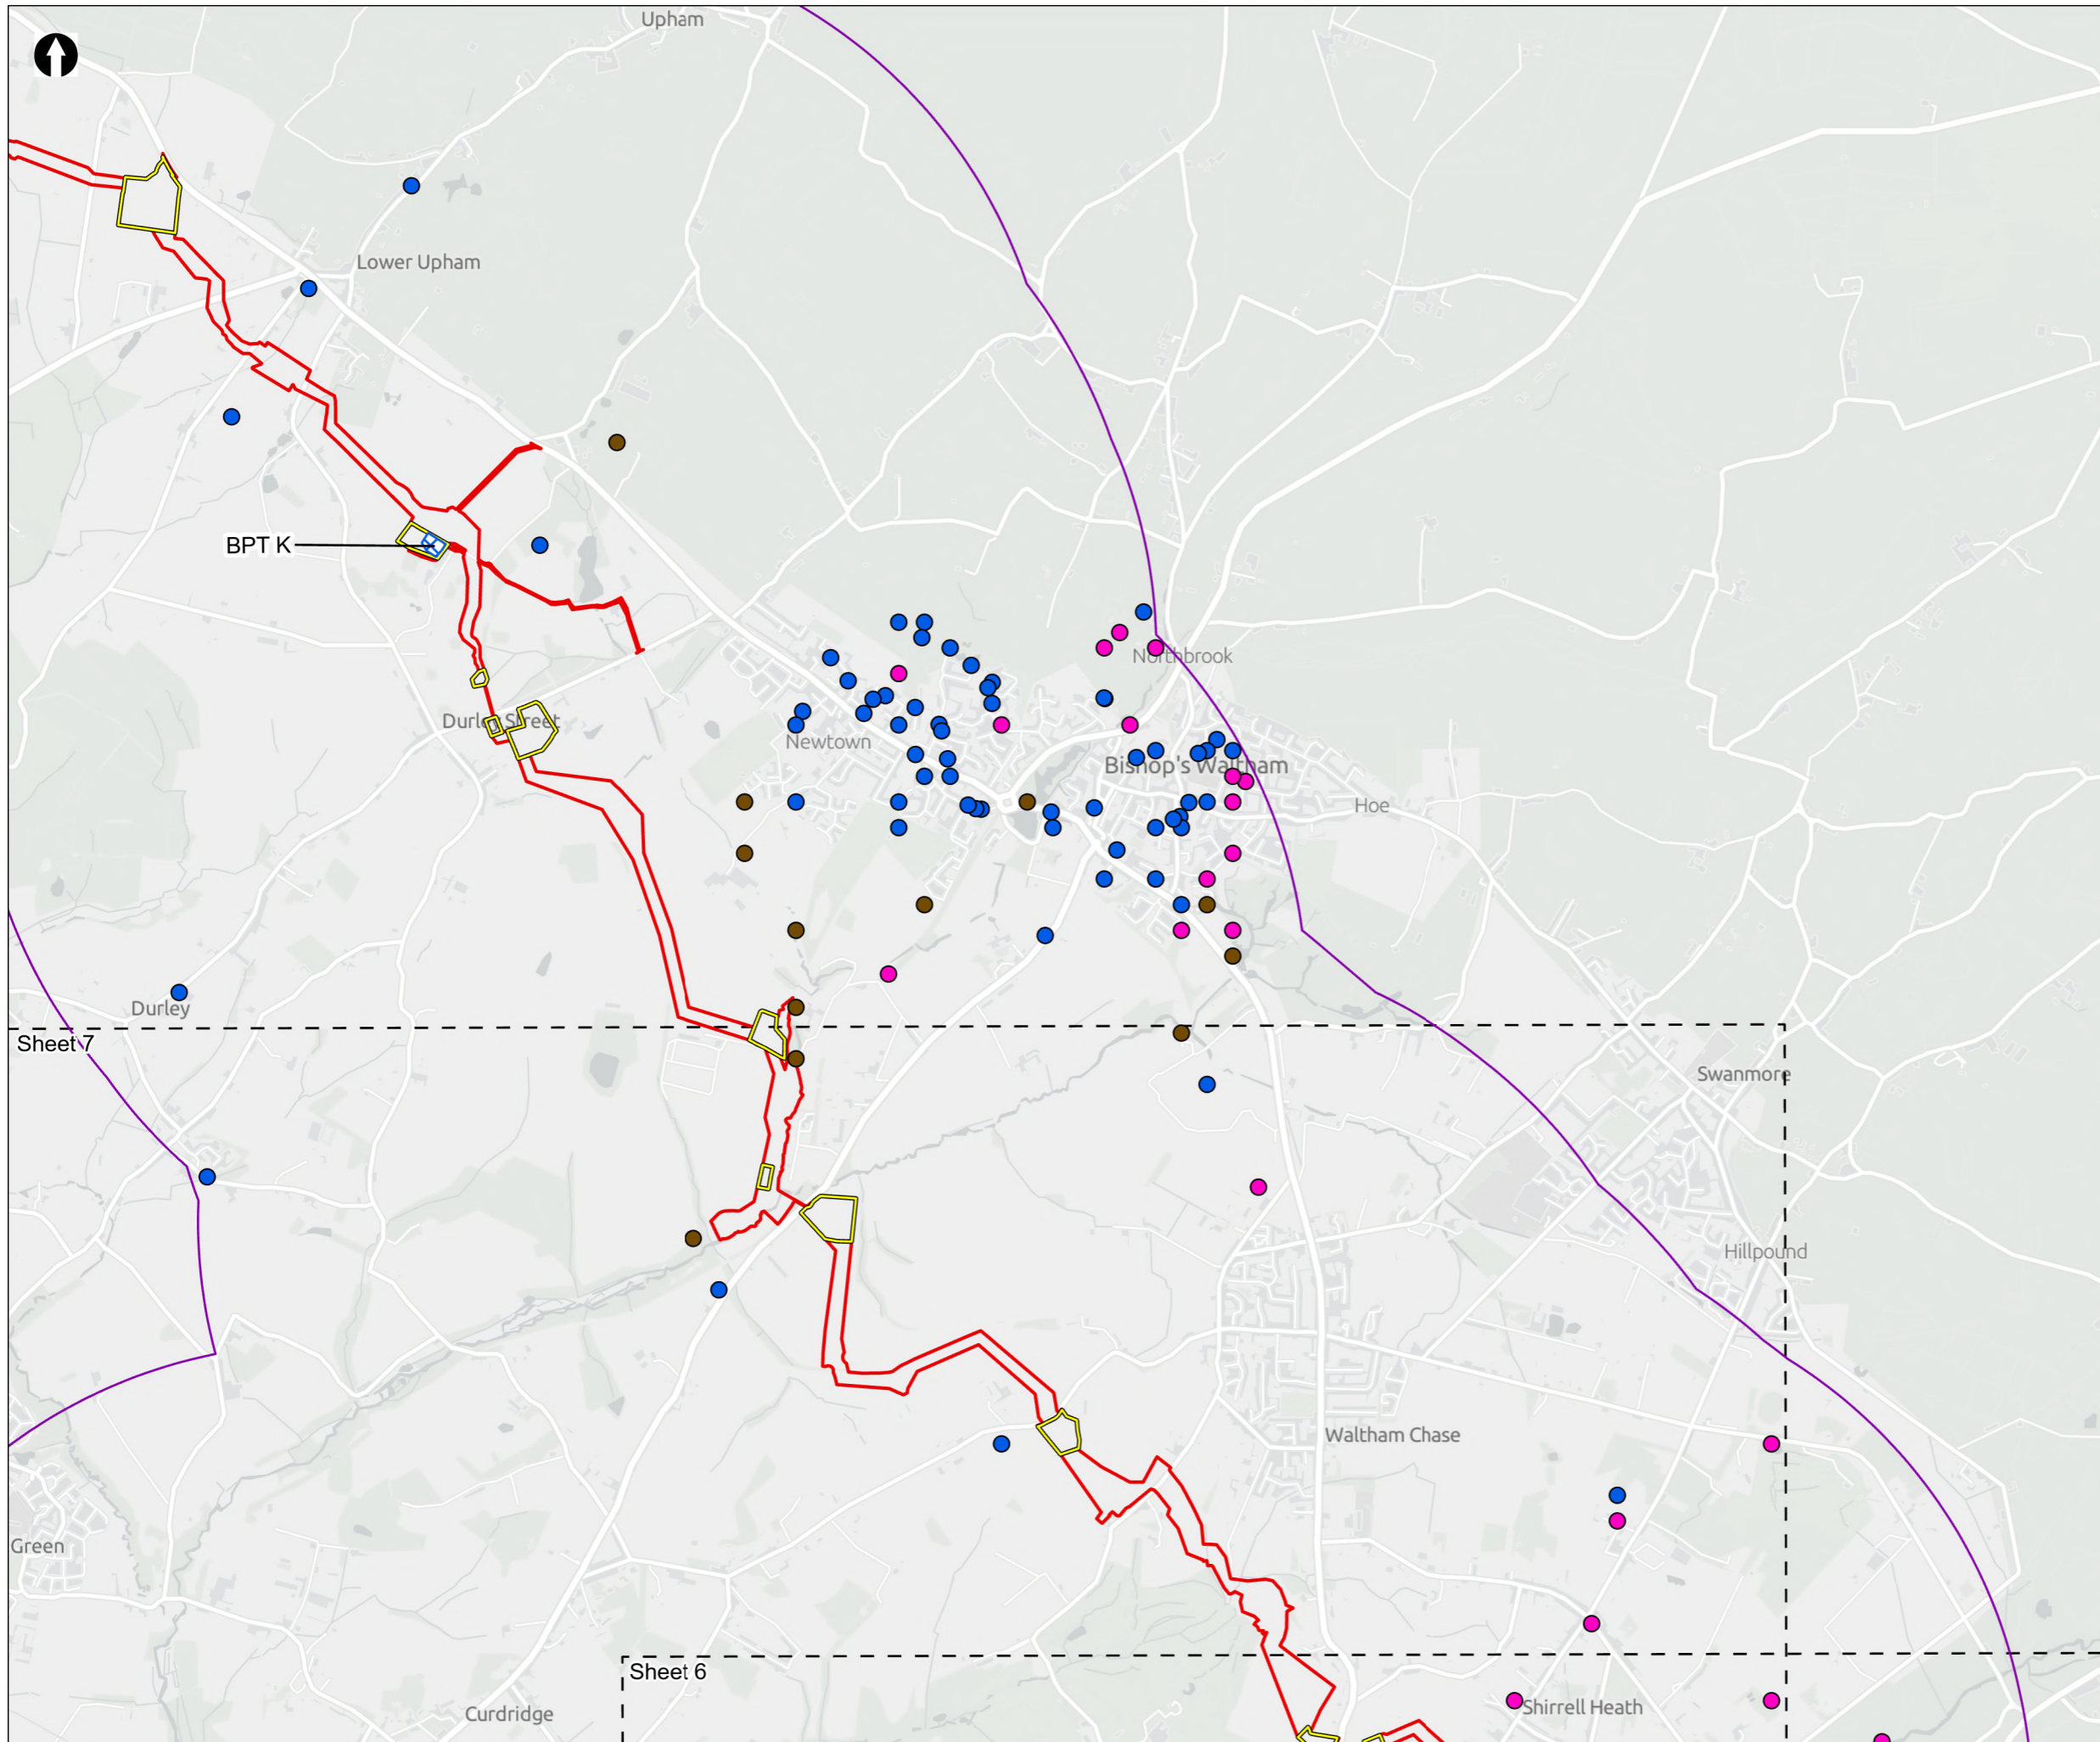 Upham
Lower Upham
BPT K
Northbrook
Durley Street
Newtown
Bishop's Waltham
Hoe
Durley
Sheet 7
Swanmore
Hillpound
Waltham Chase
Green
Sheet 6
Shirrell Heath
Curdridge